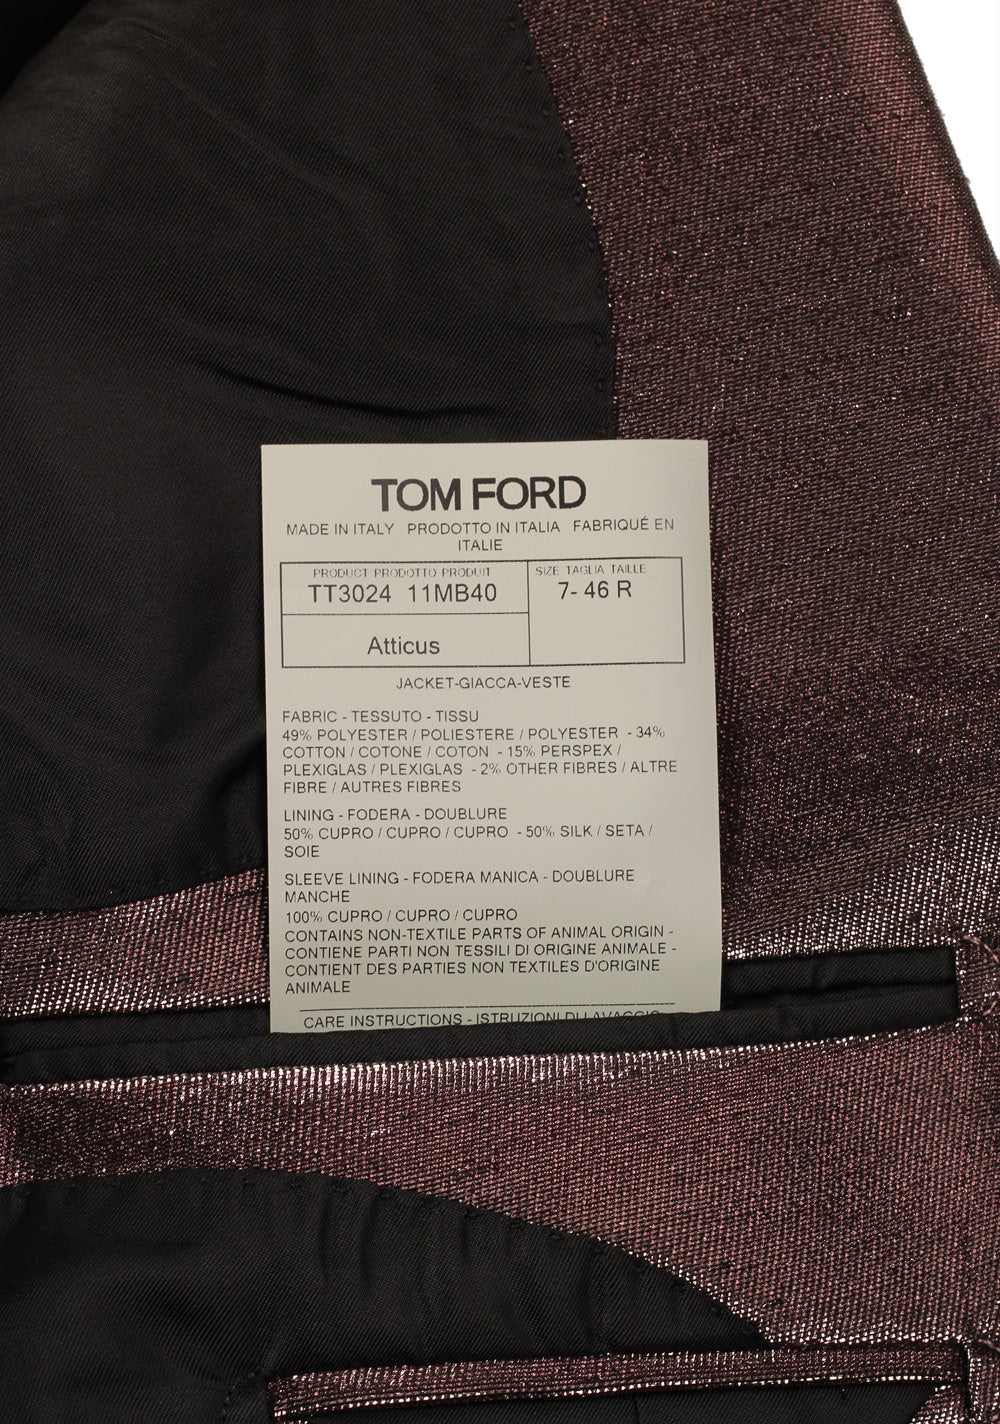 TOM FORD
MADE IN ITALY PRODOTTO IN ITALIA FABRIQUÉ EN
ITALIE
PRODUCT PRODOTTO PRODUIT
TT3024 11MB40
SIZE TAGLIA TAILLE
7- 46 R
Atticus
JACKET-GIACCA-VESTE
FABRIC - TESSUTO - TISSU
49% POLYESTER / POLIESTERE / POLYESTER - 34%
COTTON / COTONE / COTON - 15% PERSPEX /
PLEXIGLAS / PLEXIGLAS - 2% OTHER FIBRES / ALTRE
FIBRE / AUTRES FIBRES
LINING - FODERA - DOUBLURE
50% CUPRO / CUPRO / CUPRO - 50% SILK / SETA /
SOIE
SLEEVE LINING - FODERA MANICA - DOUBLURE
MANCHE
100% CUPRO / CUPRO / CUPRO
CONTAINS NON-TEXTILE PARTS OF ANIMAL ORIGIN -
CONTIENE PARTI NON TESSILI DI ORIGINE ANIMALE -
CONTIENT DES PARTIES NON TEXTILES D'ORIGINE
ANIMALE
CARE INSTRUCTIONS - ISTRUZIONI DI LAVAGGIO